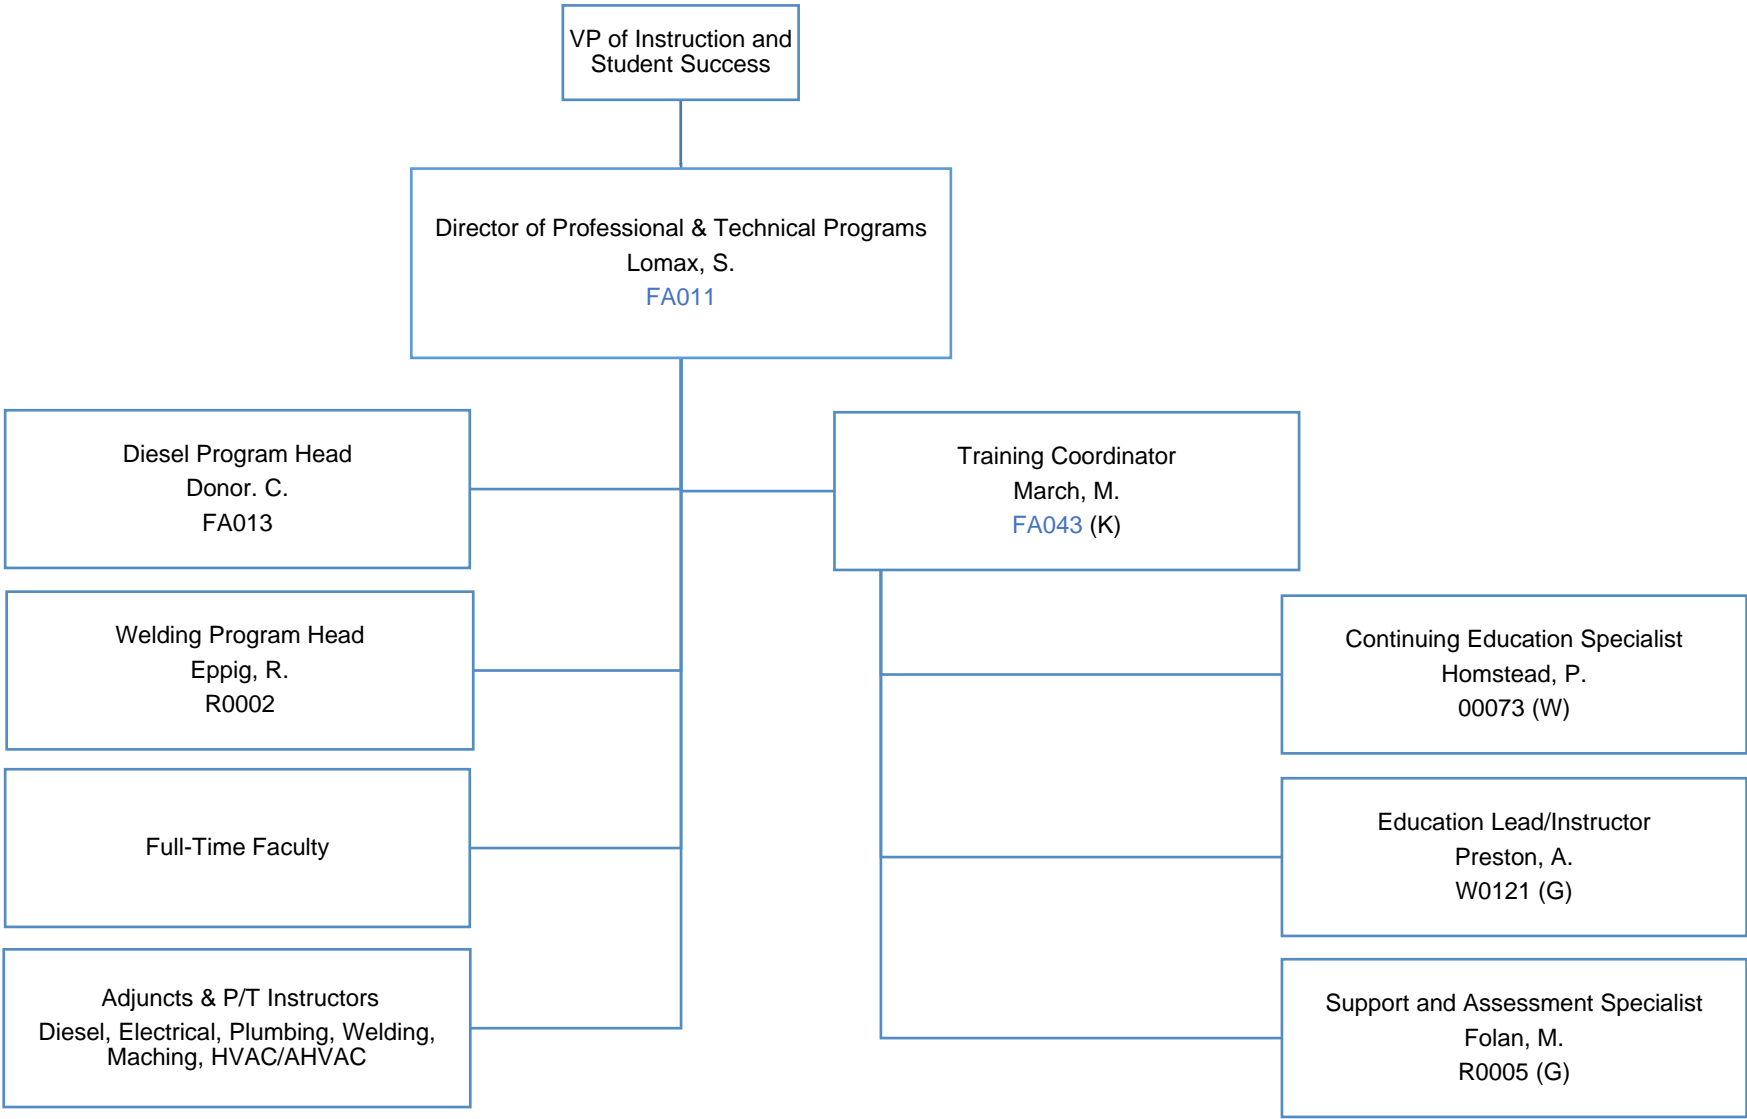 VP of Instruction and
Student Success
Director of Professional & Technical Programs
Lomax, S.
FA011
Diesel Program Head
Donor. C.
FA013
Training Coordinator
March, M.
FA043 (K)
Welding Program Head
Eppig, R.
R0002
Continuing Education Specialist
Homstead, P.
00073 (W)
Full-Time Faculty
Education Lead/Instructor
Preston, A.
W0121 (G)
Adjuncts & P/T Instructors
Diesel, Electrical, Plumbing, Welding,
Maching, HVAC/AHVAC
Support and Assessment Specialist
Folan, M.
R0005 (G)